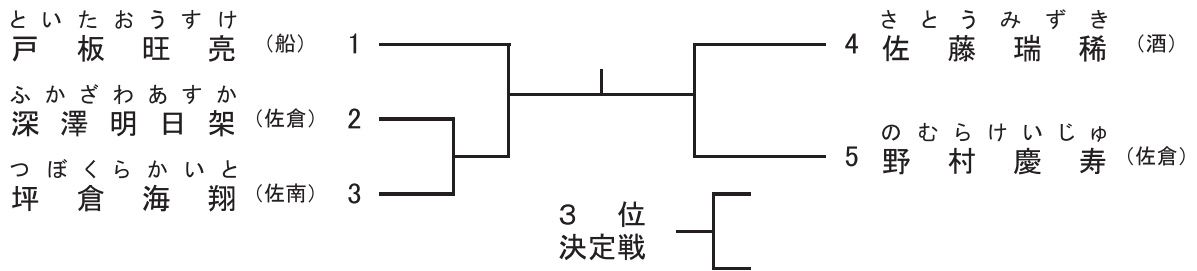 といたおうすけ
戸板旺亮 (船) 1
ふかざわあすか
深澤明日架 (佐倉) 2
つぼくらかいと
坪倉海翔 (佐南) 3
さとうみずき
4 佐藤瑞稀 (酒)
のむらけいじゅ
5 野村慶寿 (佐倉)
3位
決定戦